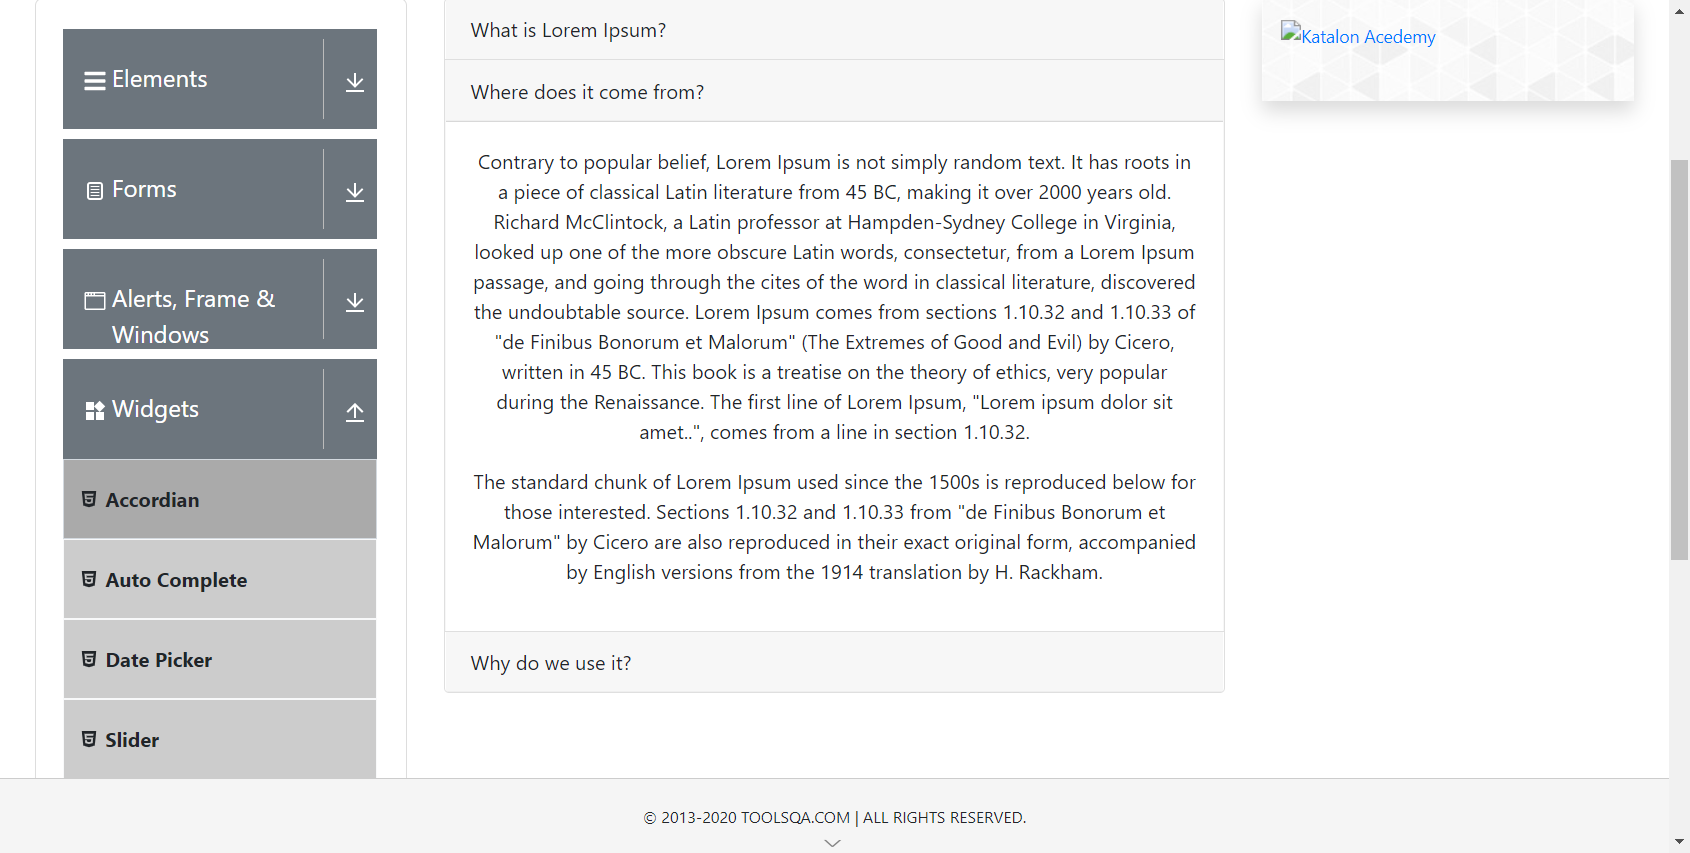 Elements
Forms
Alerts, Frame &
Windows
Widgets
Accordian
Auto Complete
Date Picker
Slider
What is Lorem Ipsum?
Where does it come from?
Contrary to popular belief, Lorem Ipsum is not simply random text. It has roots in
a piece of classical Latin literature from 45 BC, making it over 2000 years old.
Richard McClintock, a Latin professor at Hampden-Sydney College in Virginia,
looked up one of the more obscure Latin words, consectetur, from a Lorem Ipsum
passage, and going through the cites of the word in classical literature, discovered
the undoubtable source. Lorem Ipsum comes from sections 1.10.32 and 1.10.33 of
"de Finibus Bonorum et Malorum" (The Extremes of Good and Evil) by Cicero,
written in 45 BC. This book is a treatise on the theory of ethics, very popular
during the Renaissance. The first line of Lorem Ipsum, "Lorem ipsum dolor sit
amet..", comes from a line in section 1.10.32.
The standard chunk of Lorem Ipsum used since the 1500s is reproduced below for
those interested. Sections 1.10.32 and 1.10.33 from "de Finibus Bonorum et
Malorum" by Cicero are also reproduced in their exact original form, accompanied
by English versions from the 1914 translation by H. Rackham.
Why do we use it?
Katalon Acedemy
© 2013-2020 TOOLSQA.COM | ALL RIGHTS RESERVED.